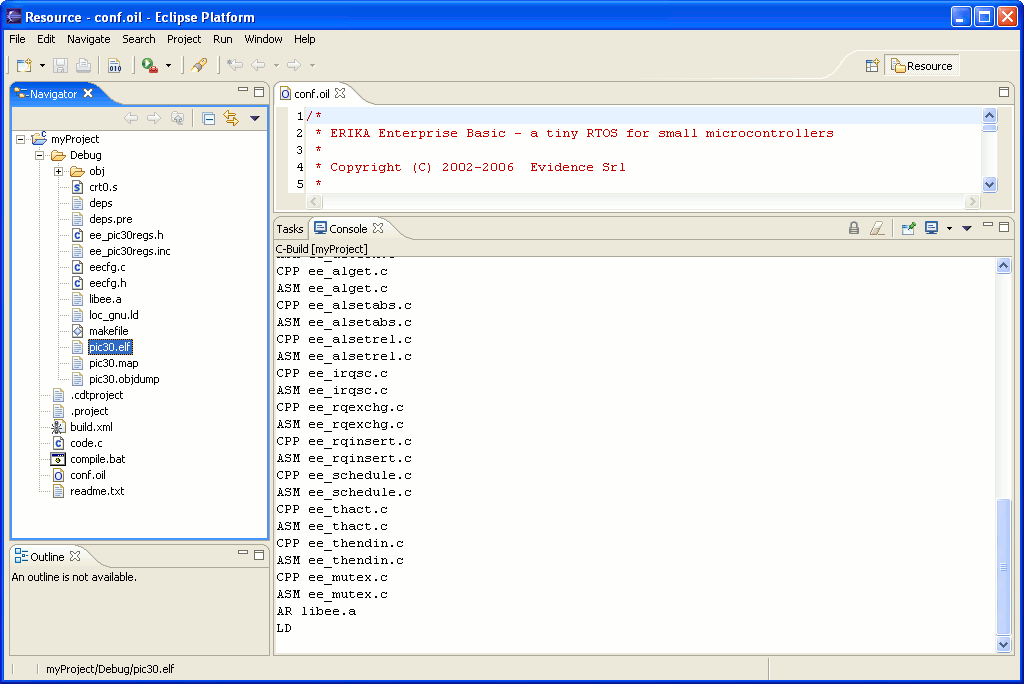 Resource - conf.oil - Eclipse Platform
File Edit Navigate Search Project Run Window Help
010
Resource
Navigator
myProject
Debug
obj
crt0.s
deps
deps.pre
ee_pic30regs.h
ee_pic30regs.inc
eecfg.c
eecfg.h
libee.a
loc_gnu.ld
makefile
pic30.elf
pic30.map
pic30.objdump
.cdtproject
.project
build.xml
code.c
compile.bat
conf.oil
readme.txt
Outline
An outline is not available.
conf.oil
1 /*
2 * ERIKA Enterprise Basic - a tiny RTOS for small microcontrollers
3 *
4 * Copyright (C) 2002-2006 Evidence Srl
5 *
Tasks Console
C-Build [myProject]
CPP ee_alget.c
ASM ee_alget.c
CPP ee_alsetabs.c
ASM ee_alsetabs.c
CPP ee_alsetrel.c
ASM ee_alsetrel.c
CPP ee_irqsc.c
ASM ee_irqsc.c
CPP ee_rqexchg.c
ASM ee_rqexchg.c
CPP ee_rqinsert.c
ASM ee_rqinsert.c
CPP ee_schedule.c
ASM ee_schedule.c
CPP ee_thact.c
ASM ee_thact.c
CPP ee_thendin.c
ASM ee_thendin.c
CPP ee_mutex.c
ASM ee_mutex.c
AR libee.a
LD
myProject/Debug/pic30.elf